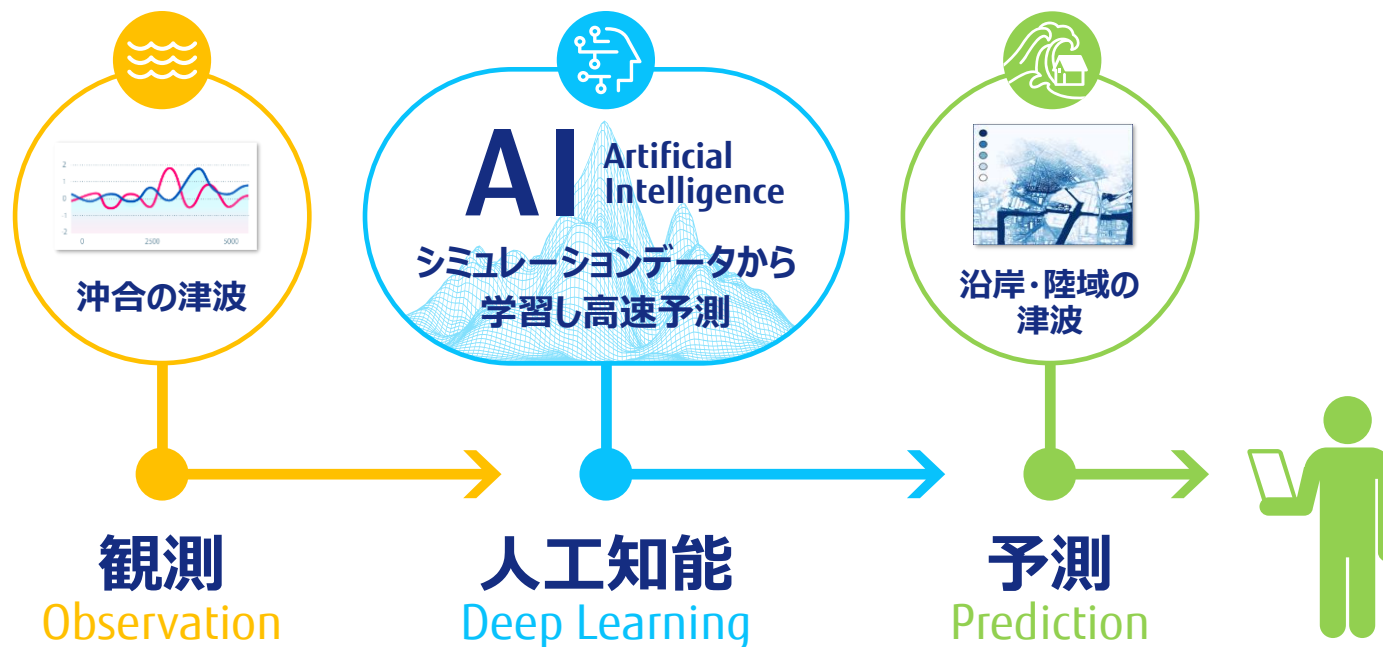 2
1
0
-1
-2
0
2500
5000
沖合の津波
AI
Artificial
Intelligence
シミュレーションデータから
学習し高速予測
沿岸・陸域の
津波
観測
Observation
人工知能
Deep Learning
予測
Prediction